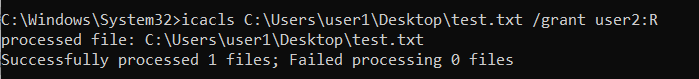 C:\Windows\System32>icacls C:\Users\user1\Desktop\test.txt /grant user2:R
processed file: C:\Users\user1\Desktop\test.txt
Successfully processed 1 files; Failed processing 0 files